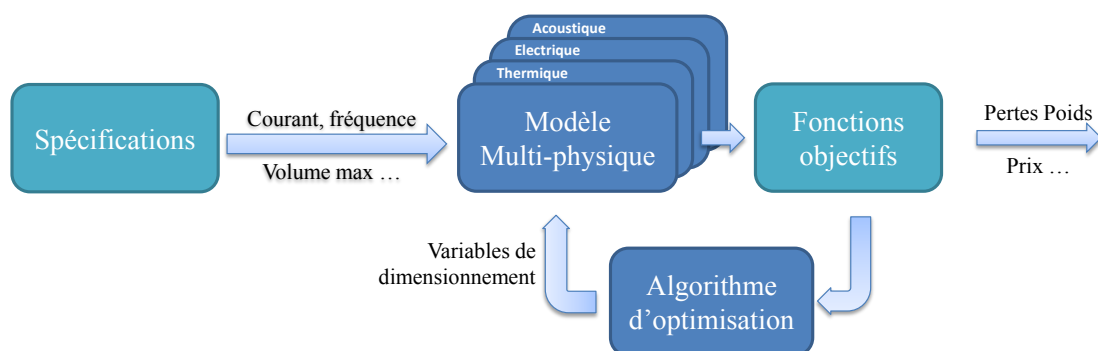 Acoustique
Electrique
Thermique
Spécifications
Courant, fréquence
Volume max …
Modèle
Multi-physique
Fonctions
objectifs
Pertes Poids
Prix …
Variables de
dimensionnement
Algorithme
d’optimisation